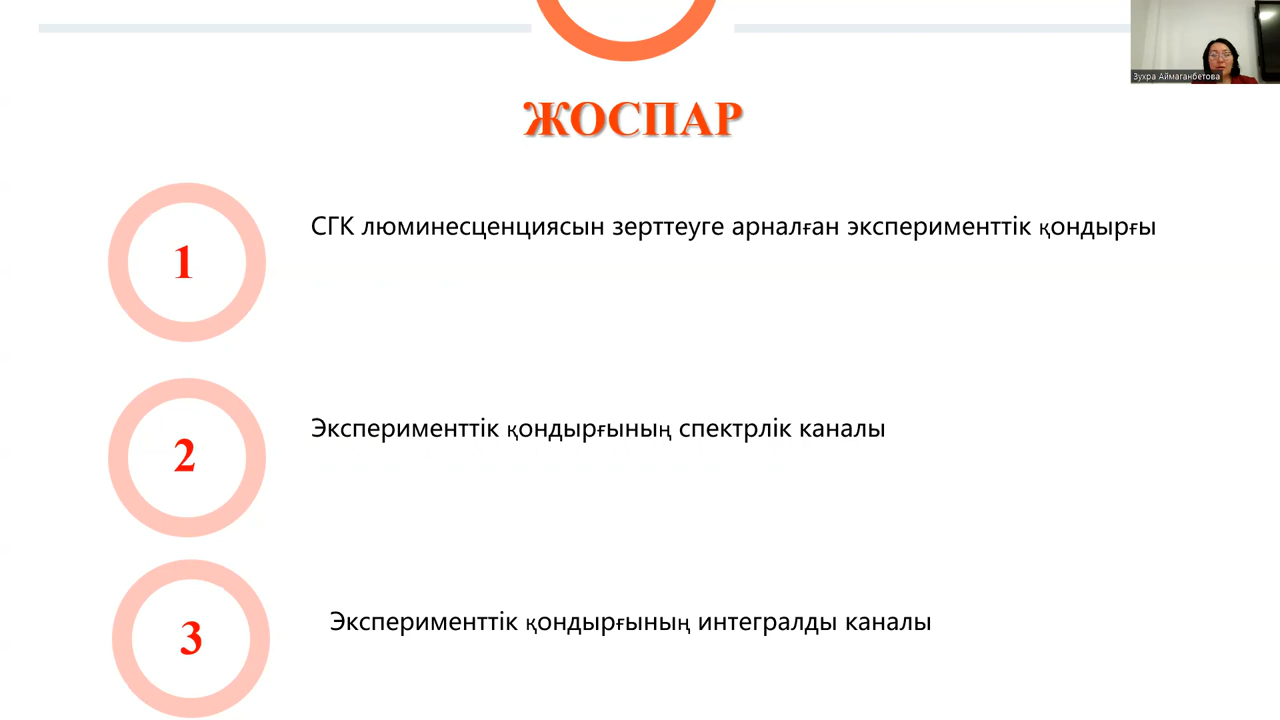 Зухра Аймаганбетова
ЖОСПАР
1
СГК люминесценциясын зерттеуге арналған эксперименттік қондырғы
2
Эксперименттік қондырғының спектрлік каналы
3
Эксперименттік қондырғының интегралды каналы